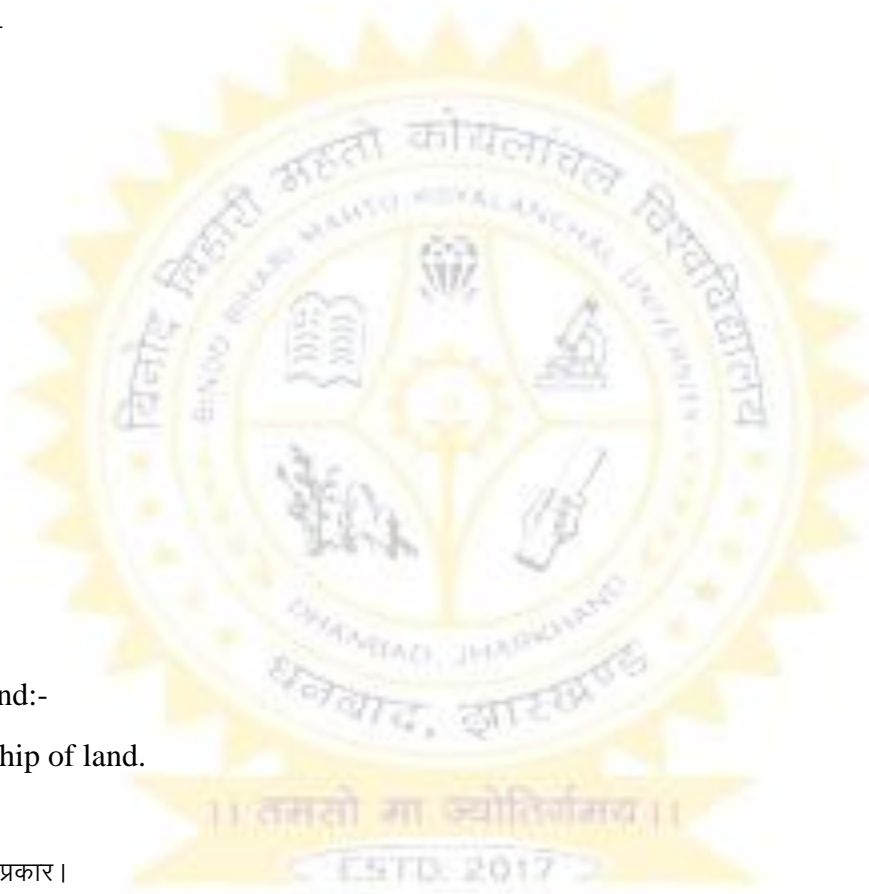 बिनोद बिहारी महतो कोयलांचल विश्वविद्यालय
BINOD BIHARI MAHTO KOYALANCHAL UNIVERSITY
DHANBAD, JHARKHAND
धनबाद, झारखण्ड
nd:-
hip of land.
।। तमसो मा ज्योतिर्गमय ।।
प्रकार।
ESTD. 2017